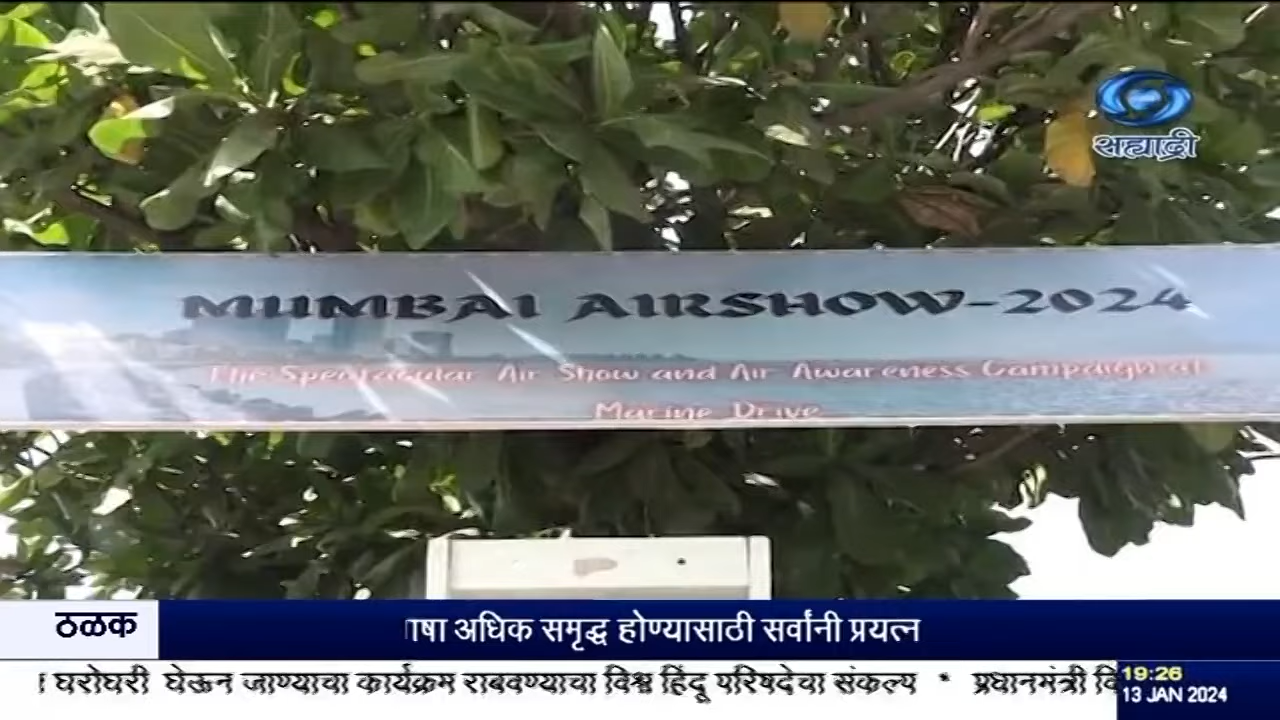 सह्याद्री
MUMBAI AIRSHOW-2024
The Spectacular Air Show and Air Awareness Campaign at
Marine Drive
ठळक
षा अधिक समृद्ध होण्यासाठी सर्वांनी प्रयत्न
घरोघरी घेऊन जाण्याचा कार्यक्रम राबवण्याचा विश्व हिंदू परिषदेचा संकल्प * प्रधानमंत्री
19:26
13 JAN 2024